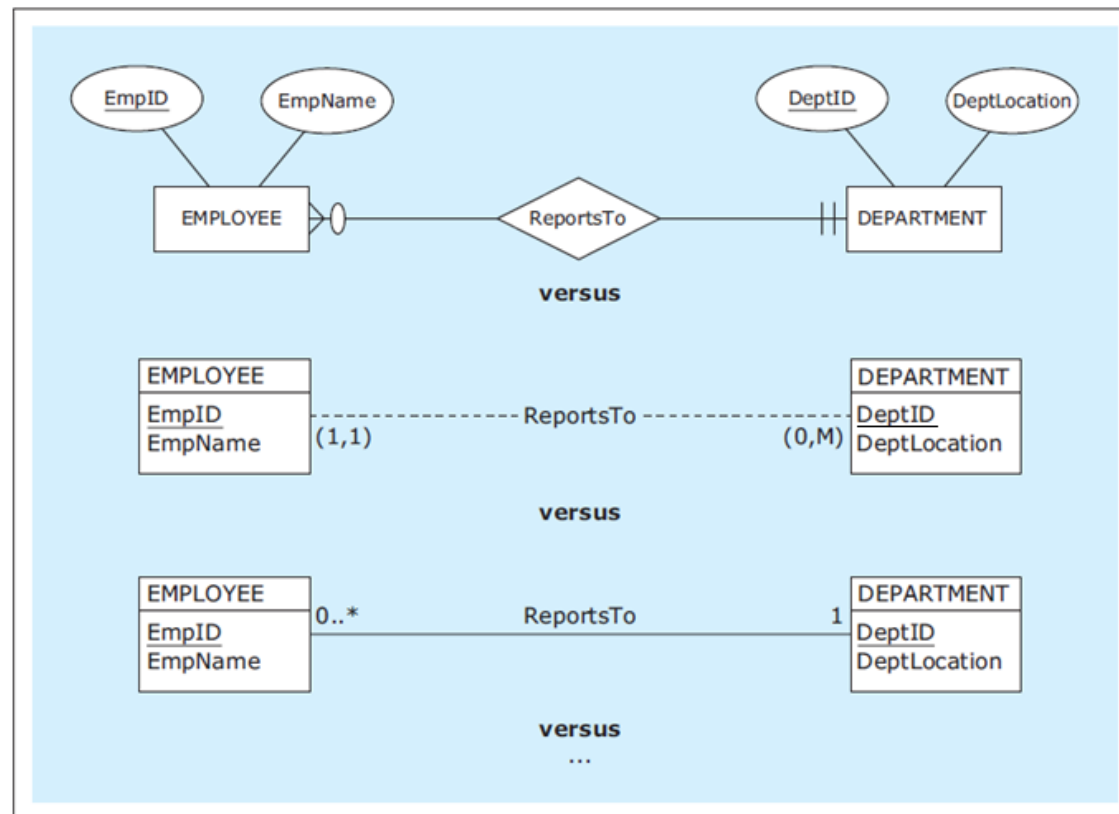 EmpID EmpName DeptID DeptLocation
EMPLOYEE ReportsTo DEPARTMENT
versus
EMPLOYEE DEPARTMENT
EmpID ReportsTo DeptID
EmpName (1,1) (0,M) DeptLocation
versus
EMPLOYEE DEPARTMENT
0..* ReportsTo 1
EmpID DeptID
EmpName DeptLocation
versus
...